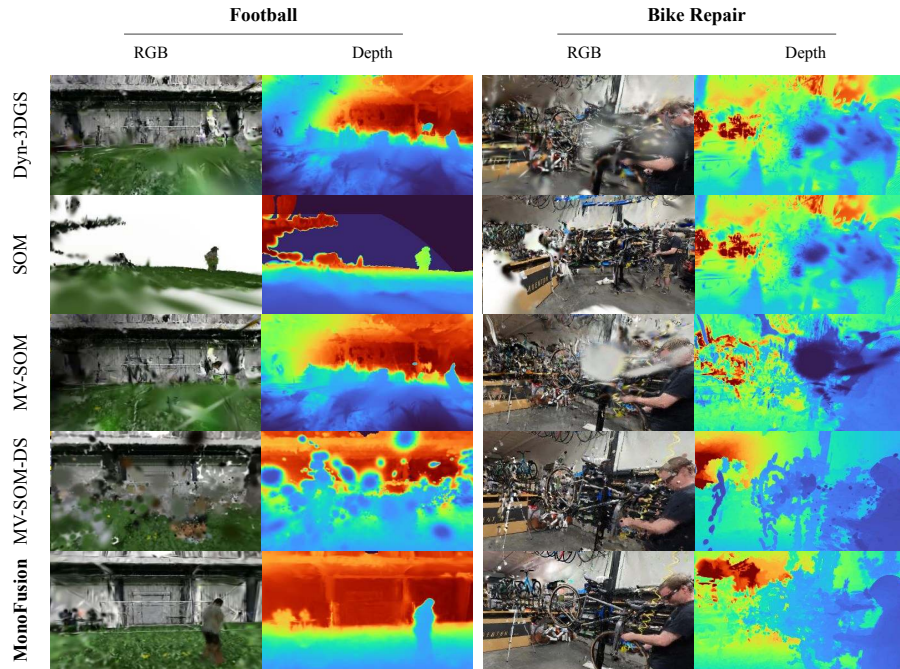 Football
Bike Repair
RGB
Depth
RGB
Depth
Dyn-3DGS
SOM
MV-SOM
MV-SOM-DS
MonoFusion